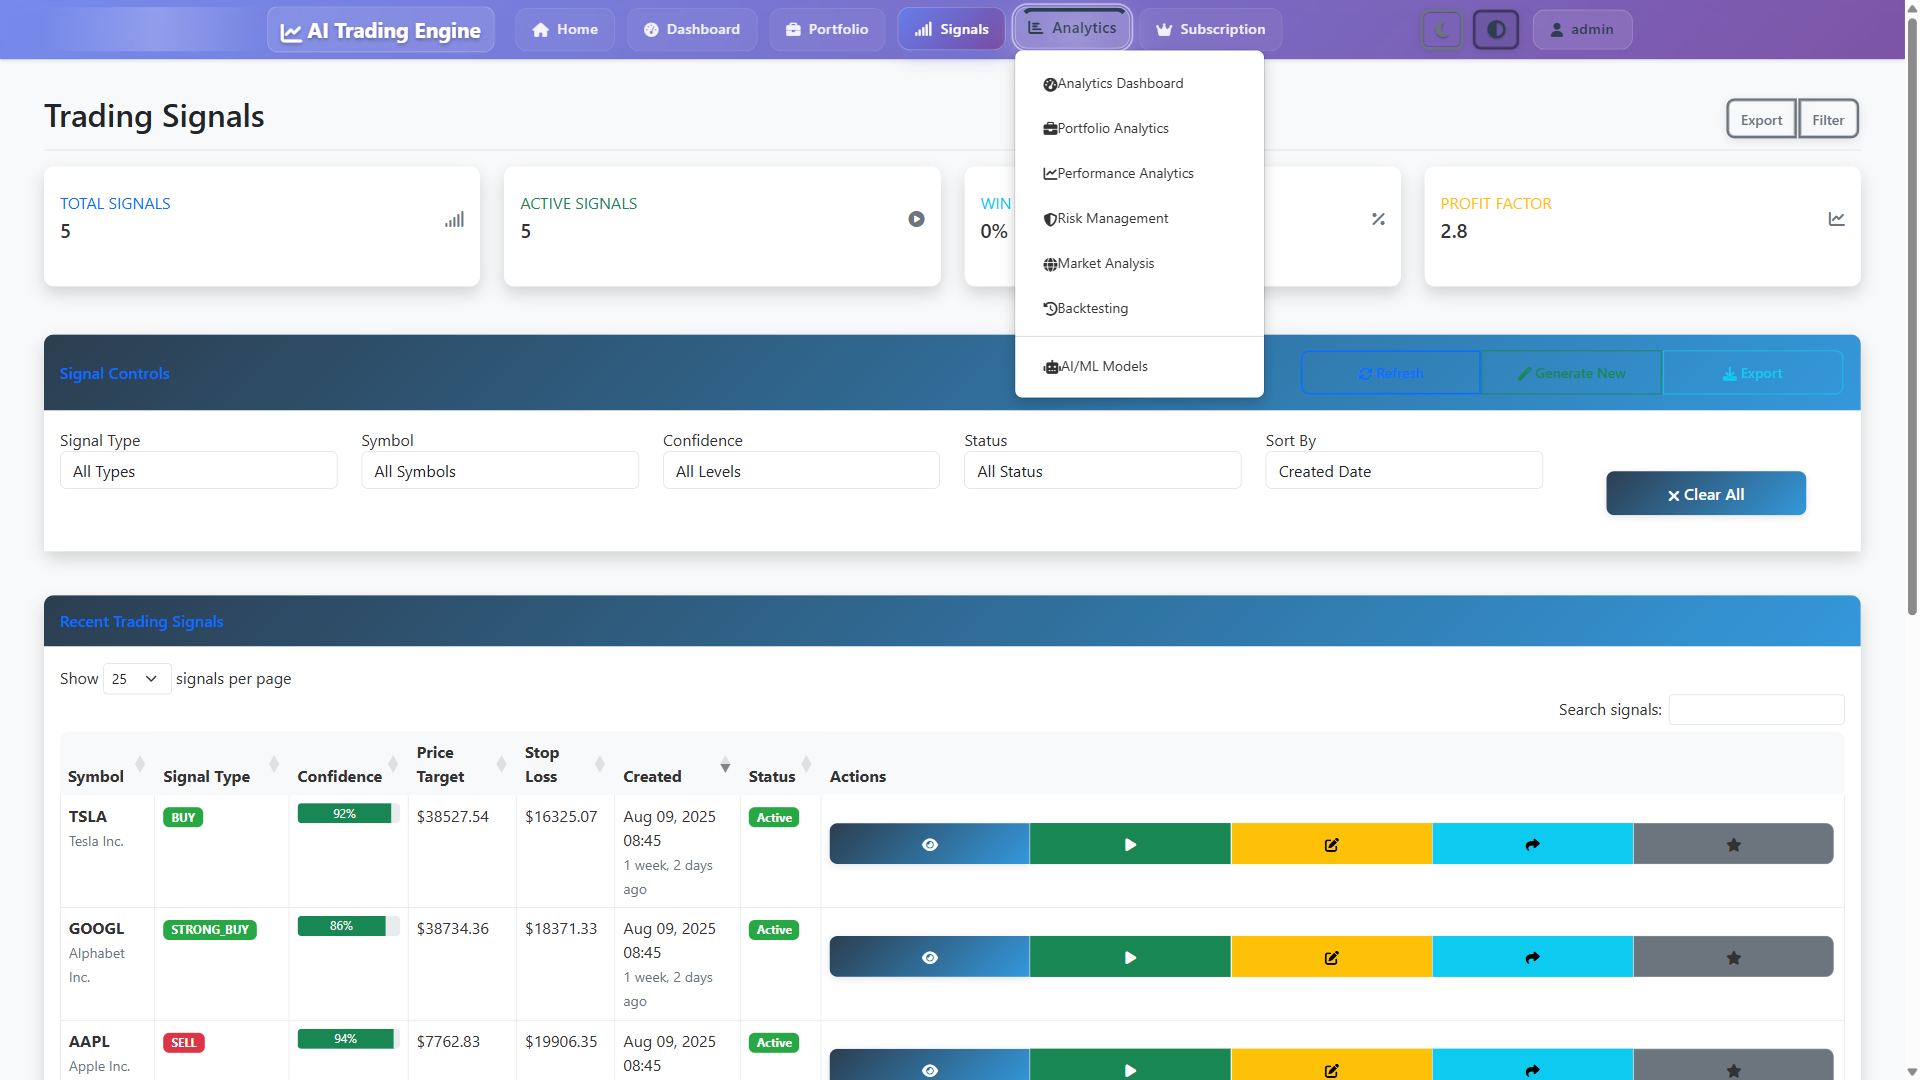 AI Trading Engine
Home
Dashboard
Portfolio
Signals
Analytics
Subscription
admin
Analytics Dashboard
Portfolio Analytics
Performance Analytics
Risk Management
Market Analysis
Backtesting
AI/ML Models
Trading Signals
Export
Filter
TOTAL SIGNALS
5
ACTIVE SIGNALS
5
WIN
0%
PROFIT FACTOR
2.8
Signal Controls
Refresh
Generate New
Export
Signal Type
All Types
Symbol
All Symbols
Confidence
All Levels
Status
All Status
Sort By
Created Date
Clear All
Recent Trading Signals
Show 25 signals per page
Search signals:
Symbol
Signal Type
Confidence
Price
Target
Stop
Loss
Created
Status
Actions
TSLA
Tesla Inc.
BUY
92%
$38527.54
$16325.07
Aug 09, 2025
08:45
1 week, 2 days
ago
Active
GOOGL
Alphabet
Inc.
STRONG_BUY
86%
$38734.36
$18371.33
Aug 09, 2025
08:45
1 week, 2 days
ago
Active
AAPL
Apple Inc.
SELL
94%
$7762.83
$19906.35
Aug 09, 2025
08:45
Active